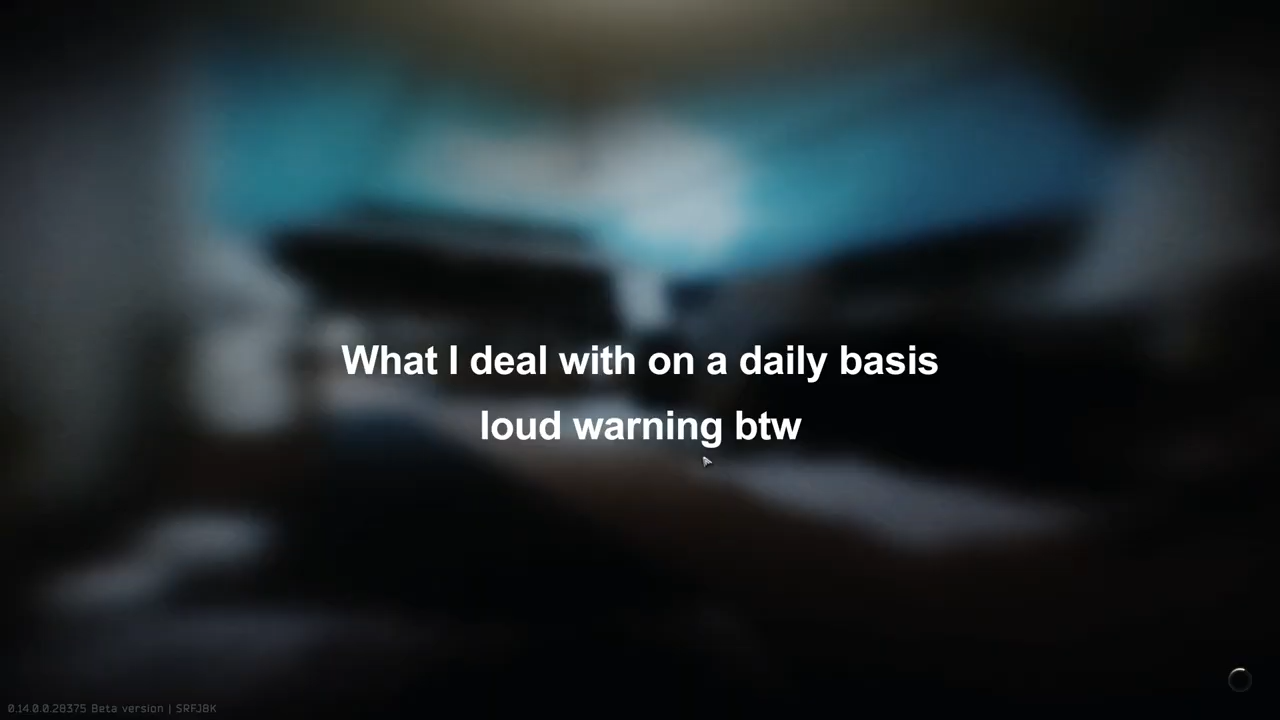 What I deal with on a daily basis
loud warning btw
0.14.0.0.28375 Beta version | SRFJ8K